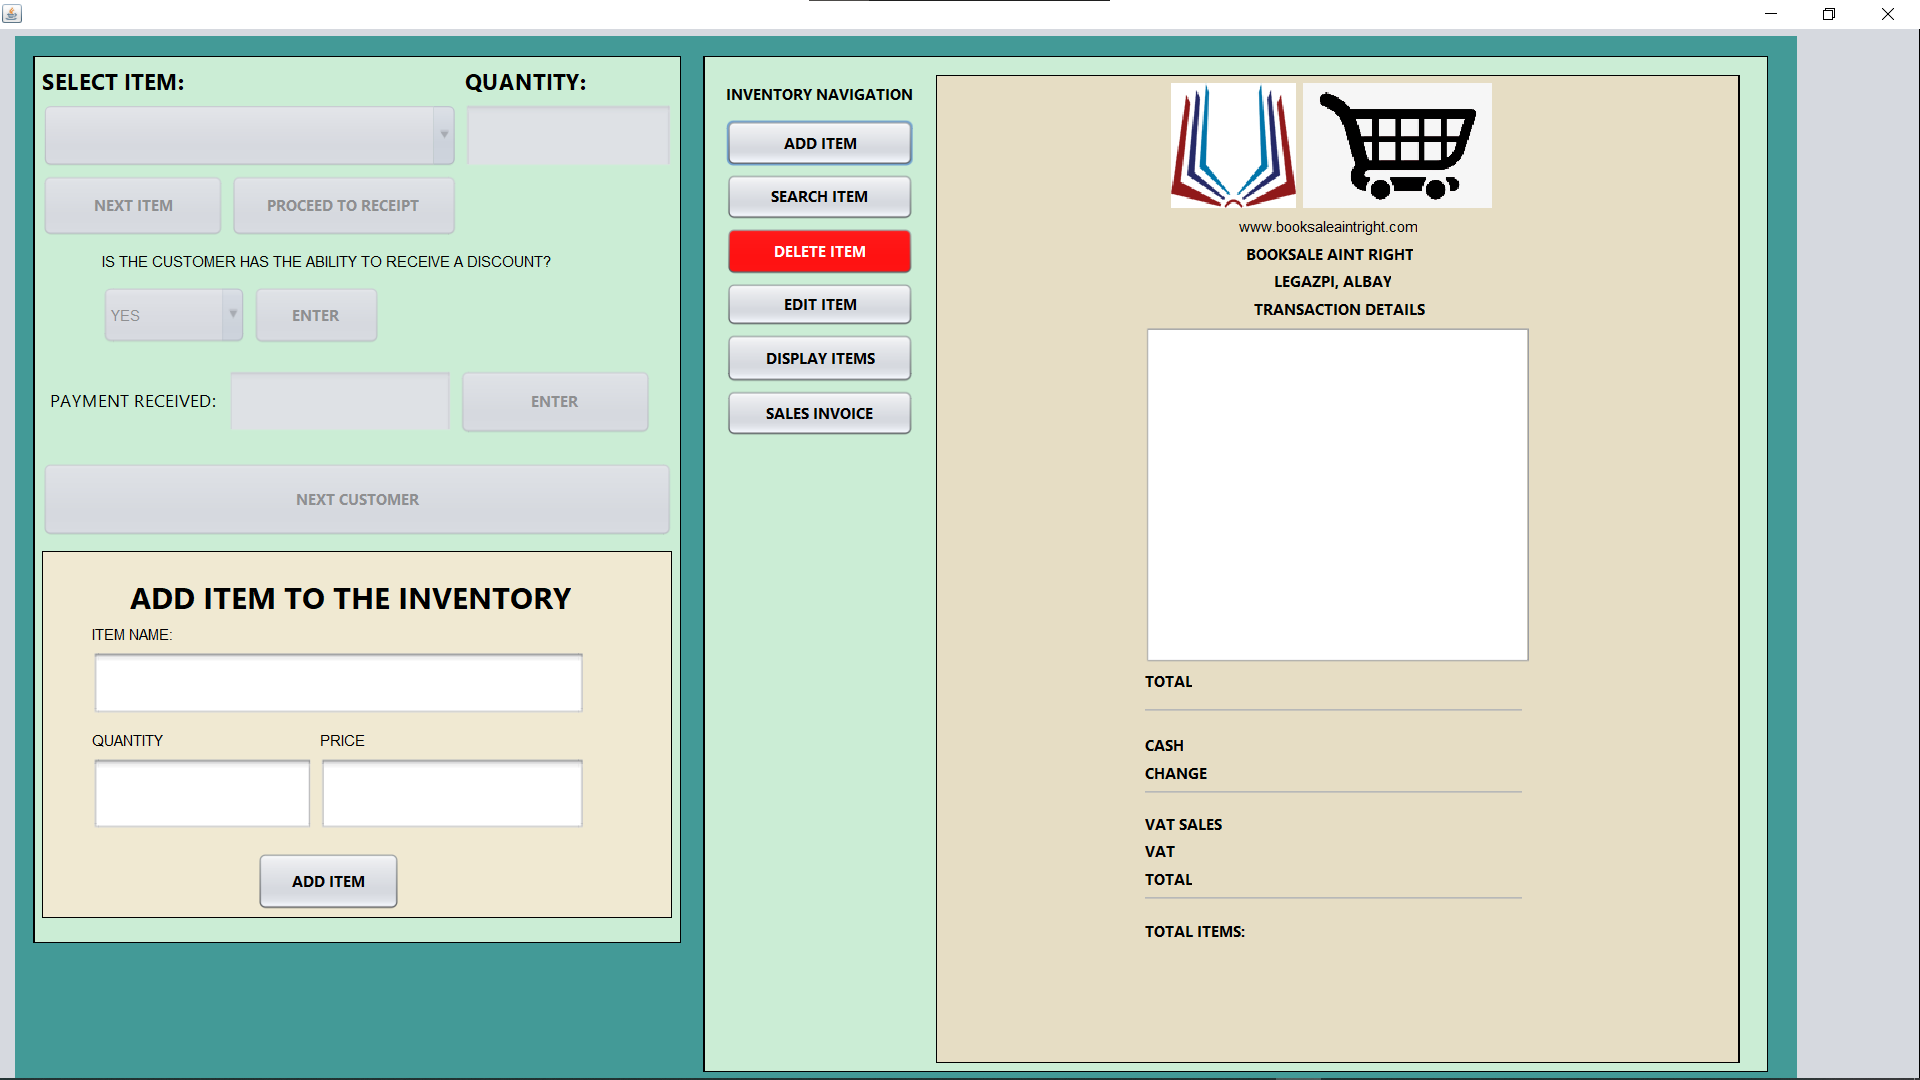 SELECT ITEM:
QUANTITY:
NEXT ITEM
PROCEED TO RECEIPT
IS THE CUSTOMER HAS THE ABILITY TO RECEIVE A DISCOUNT?
YES
ENTER
PAYMENT RECEIVED:
ENTER
NEXT CUSTOMER
ADD ITEM TO THE INVENTORY
ITEM NAME:
QUANTITY
PRICE
ADD ITEM
INVENTORY NAVIGATION
ADD ITEM
SEARCH ITEM
DELETE ITEM
EDIT ITEM
DISPLAY ITEMS
SALES INVOICE
www.booksaleaintright.com
BOOKSALE AINT RIGHT
LEGAZPI, ALBAY
TRANSACTION DETAILS
TOTAL
CASH
CHANGE
VAT SALES
VAT
TOTAL
TOTAL ITEMS: